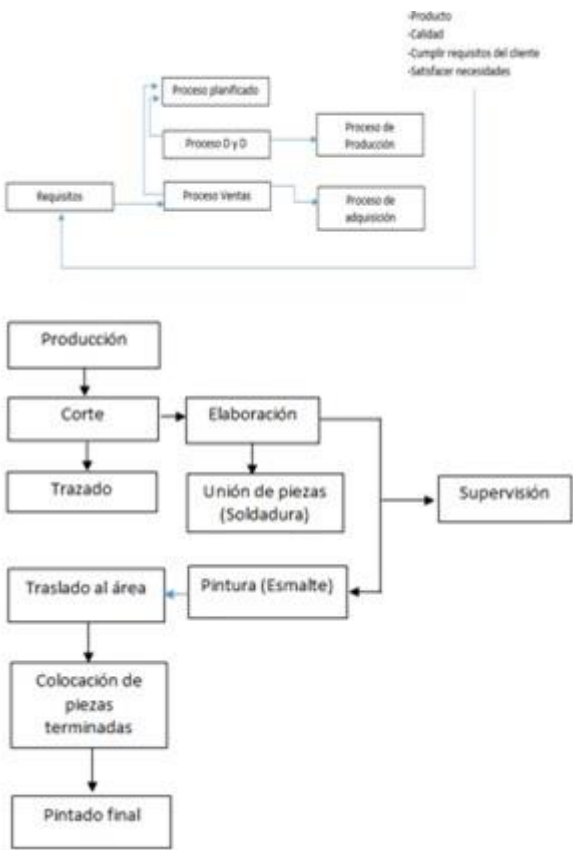 -Producto
-Calidad
-Cumplir requisitos del cliente
-Satisfacer necesidades
Proceso planificado
Proceso D y D
Proceso de
Producción
Requisitos
Proceso Ventas
Proceso de
adquisición
Producción
Corte
Elaboración
Trazado
Unión de piezas
(Soldadura)
Supervisión
Traslado al área
Pintura (Esmalte)
Colocación de
piezas
terminadas
Pintado final